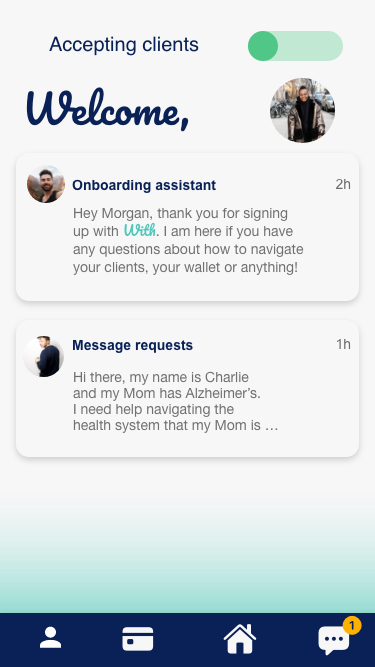 Accepting clients
Welcome,
Onboarding assistant 2h
Hey Morgan, thank you for signing
up with With. I am here if you have
any questions about how to navigate
your clients, your wallet or anything!
Message requests 1h
Hi there, my name is Charlie
and my Mom has Alzheimer's.
I need help navigating the
health system that my Mom is …
1